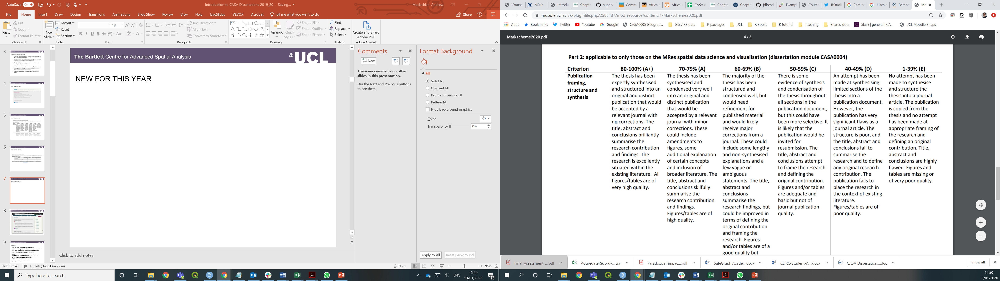 AutoSave On
Introduction to CASA Dissertations 2019_20 - Saving...
Maclachlan, Andrew
File Home Insert Draw Design Transitions Animations Slide Show Review View Help LiveSlides VEVOX Acrobat Tell me what you want to do
Share
Paste
Cut
Copy
Format Painter
Clipboard
New Slide
Layout
Reset
Section
Slides
18
Font
Text Direction
Align Text
Convert to SmartArt
Paragraph
Arrange
Quick Styles
Shape Fill
Shape Outline
Shape Effects
Drawing
Find
Replace
Select
Editing
Create and Share Adobe PDF
Adobe Acrobat
3
4
5
6
7
8
9
The Bartlett Centre for Advanced Spatial Analysis
UCL
NEW FOR THIS YEAR
Click to add notes
Comments
New
There are comments on other
slides in this presentation.
Use the Next and Previous buttons
to see them.
Format Background
Fill
Solid fill
Gradient fill
Picture or texture fill
Pattern fill
Hide background graphics
Color
Transparency 0%
Apply to All Reset Background
Slide 7 of 40 English (United Kingdom)
Notes 95%
Type here to search
ENG
15:50
13/01/2020
17
Course M01a - Introdu Chapte superv Comm Africa a Africa o CASA d Chapte Chapte jdbcod Exampl Course RStudi 3pm c 11am Remot Ma
moodle.ucl.ac.uk/pluginfile.php/2585437/mod_resource/content/1/Markscheme2020.pdf
Apps Bookmarks Twitter Youtube Google CASA0005 Geograp... GIS / RS data R packages UCL R Books R tutorial Teaching Shared docs Slack | general | CA... UCL Moodle Snaps...
Markscheme2020.pdf
4 / 5
Part 2: applicable to only those on the MRes spatial data science and visualisation (dissertation module CASA0004)
Criterion 80-100% (A+) 70-79% (A) 60-69% (B) 50-59% (C) 40-49% (D) 1-39% (E)
Publication
framing,
structure and
synthesis
The thesis has been
expertly synthesised
and structured into an
original and distinct
publication that would
be accepted by a
relevant journal with
no corrections. The
title, abstract and
conclusions brilliantly
summarise the
research contribution
and findings. The
research is excellently
situated within the
existing literature. All
figures/tables are of
very high quality.
The thesis has been
synthesised and
condensed very well
into an original and
distinct publication
that would be
accepted by a relevant
journal with minor
corrections. These
could include
amendments to
figures, some
additional explanation
of certain concepts
and inclusion of
broader literature. The
title, abstract and
conclusions skilfully
summarise the
research contribution
and findings.
Figures/tables are of
high quality.
The majority of the
thesis has been
structured and
condensed well, but
would need
refinement for
published material
and would likely
receive major
corrections from a
journal. These could
include some lengthy
and non-synthesised
explanations and a
few vague or
ambiguous
statements. The title,
abstract and
conclusions
summarise the
research findings, but
could be improved in
terms of defining the
original contribution
and framing the
research. Figures
and/or tables are of a
good quality but
There is some
evidence of synthesis
and condensation of
the thesis throughout
all sections in the
publication document,
but this could have
been more selective. It
is likely that the
publication would be
invited for
resubmission. The
title, abstract and
conclusions attempt
to frame the research
and defining the
original contribution.
Figures and/or tables
are adequate and
basic but not of
journal publication
quality.
An attempt has been
made at synthesising
limited sections of the
thesis into a
publication document.
However, the
publication has very
significant flaws as a
journal article. The
structure is poor, and
the title, abstract and
conclusions fail to
summarise the
research and to define
any original research
contribution. The
publication fails to
place the research in
the context of existing
literature.
Figures/tables are of
poor quality.
No attempt has been
made to synthesise
and structure the
thesis into a journal
article. The publication
is copied from the
thesis and no attempt
has been made at
appropriate framing of
the research and
defining an original
contribution. Title,
abstract and
conclusions are highly
flawed. Figures and
tables are missing or
of very poor quality.
Final_Assessment_....pdf AggregateRecord-....csv Paradoxical_impac....pdf SafeGraph Acade....docx CDRC-Student-A....docx CASA Dissertation....doc Show all
15:50
13/01/2020